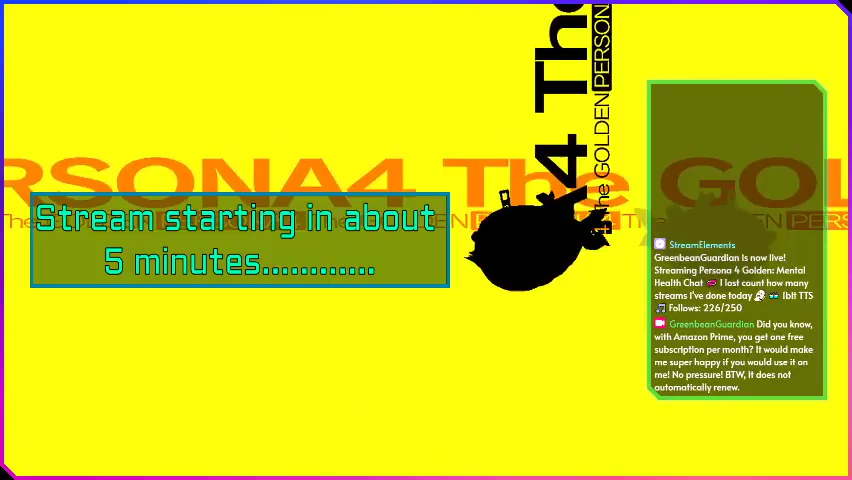 4 The
The GOLDEN PERSON
RSONA4 The GOL
Stream starting in about
5 minutes............
StreamElements
GreenbeanGuardian Is now live!
Streaming Persona 4 Golden: Mental
Health Chat I lost count how many
streams I've done today 1bit TTS
Follows: 226/250
GreenbeanGuardian Did you know,
with Amazon Prime, you get one free
subscription per month? It would make
me super happy if you would use it on
me! No pressure! BTW, It does not
automatically renew.